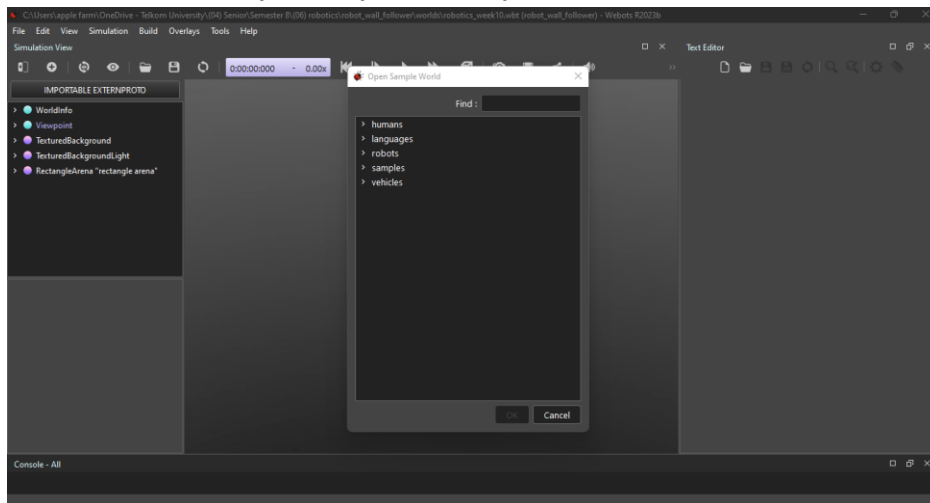 C:\Users\apple farm\OneDrive - Telkom University\(04) Senior\Semester 8\(06) robotics\robot_wall_follower\worlds\robotics_week10.wbt (robot_wall_follower) - Webots R2023b
File Edit View Simulation Build Overlays Tools Help
Simulation View
Text Editor
0:00:00:000 - 0.00x
IMPORTABLE EXTERNPROTO
WorldInfo
Viewpoint
TexturedBackground
TexturedBackgroundLight
RectangleArena "rectangle arena"
Open Sample World
Find :
humans
languages
robots
samples
vehicles
OK Cancel
Console - All